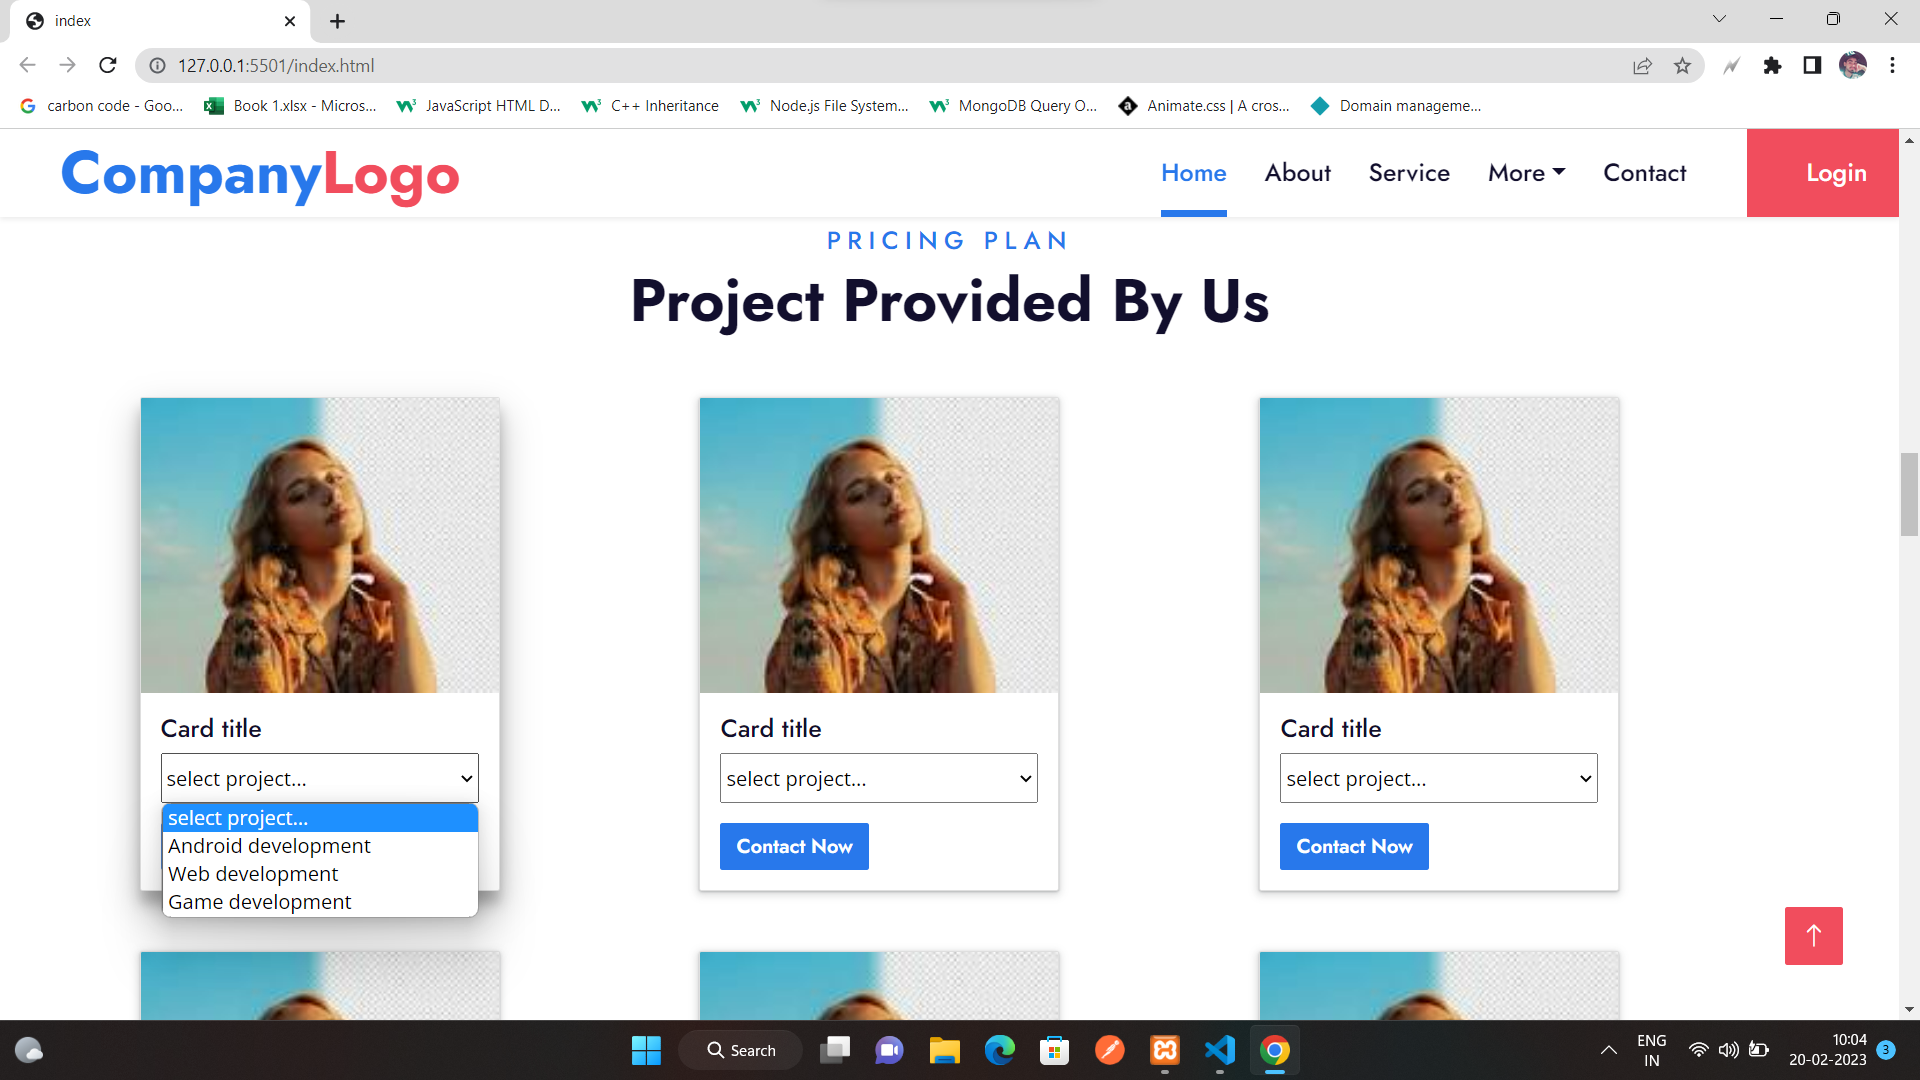 index
127.0.0.1:5501/index.html
carbon code - Goo...
Book 1.xlsx - Micros...
JavaScript HTML D...
C++ Inheritance
Node.js File System...
MongoDB Query O...
Animate.css | A cros...
Domain manageme...
CompanyLogo
Home
About
Service
More
Contact
Login
PRICING PLAN
Project Provided By Us
Card title
Card title
Card title
select project...
select project...
select project...
select project...
Android development
Web development
Game development
Contact Now
Contact Now
Search
ENG
IN
10:04
20-02-2023
3